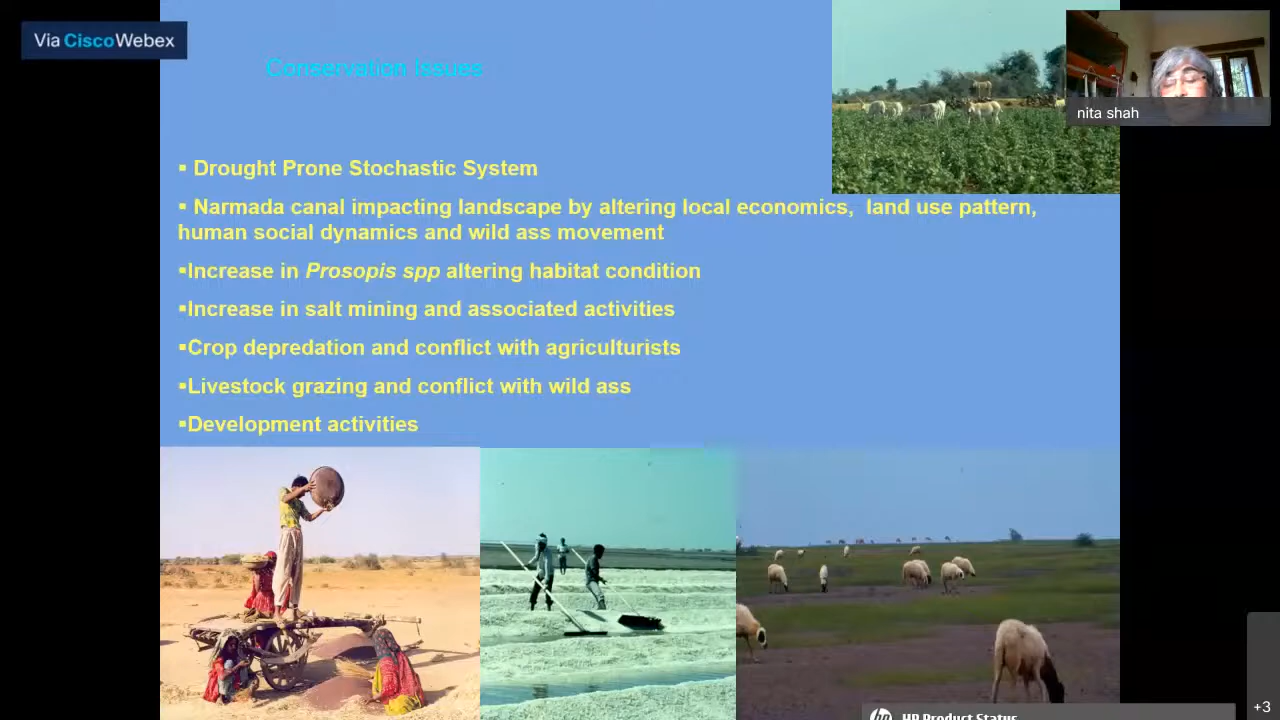 Via CiscoWebex
Conservation Issues
nita shah
▪ Drought Prone Stochastic System
▪ Narmada canal impacting landscape by altering local economics, land use pattern,
human social dynamics and wild ass movement
▪Increase in Prosopis spp altering habitat condition
▪Increase in salt mining and associated activities
▪Crop depredation and conflict with agriculturists
▪Livestock grazing and conflict with wild ass
▪Development activities
hp HP Product Status
+3